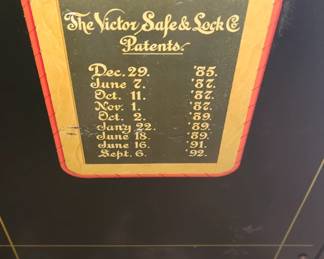 The Victor Safe & Lock Co
Patents.
Dec. 29. '85.
June 7. '87.
Oct. 11. '87.
Nov. 1. '87.
Oct. 2. '89.
Jan'y 22. '89.
June 18. '89.
June 16. '91.
Sept. 6. '92.